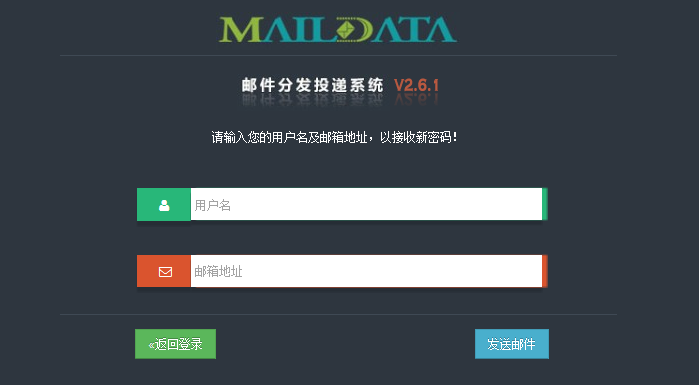 MAILDATA
邮件分发投递系统 V2.6.1
请输入您的用户名及邮箱地址，以接收新密码！
用户名
邮箱地址
«返回登录
发送邮件